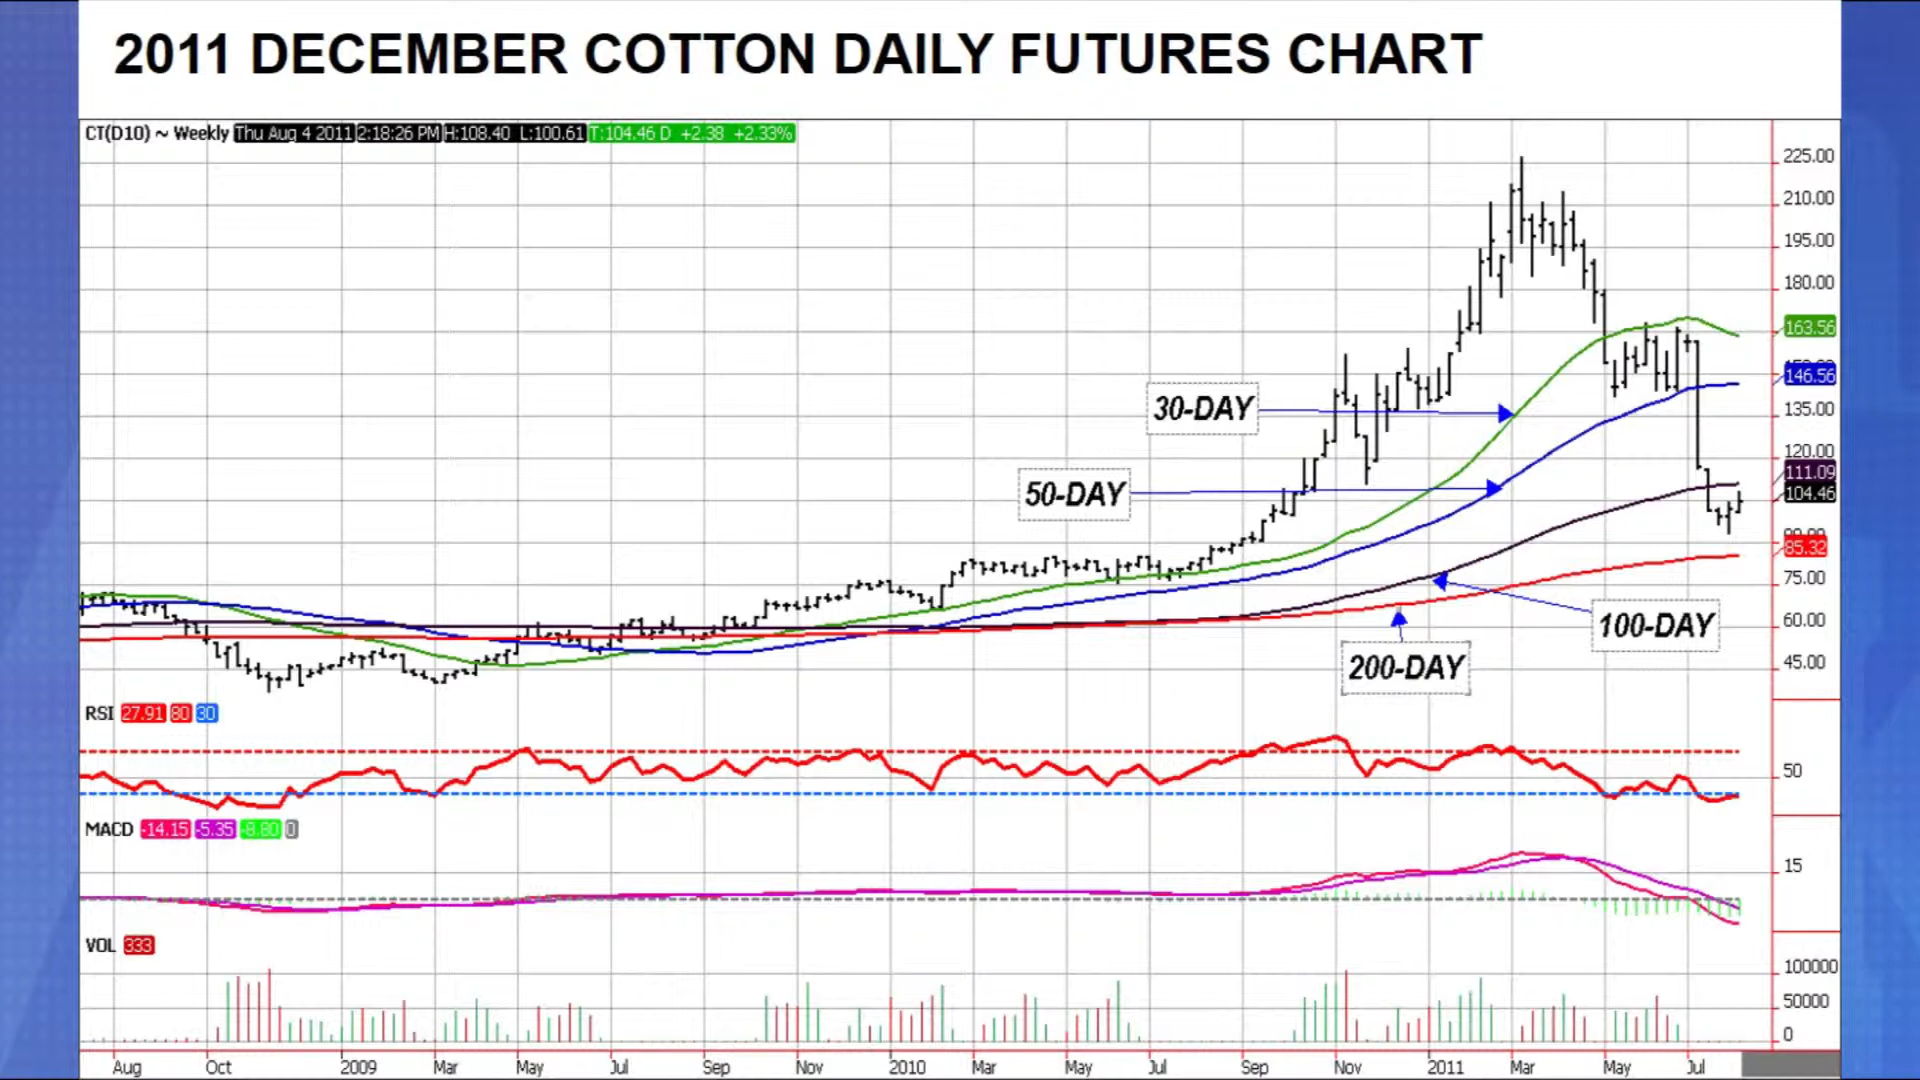 2011 DECEMBER COTTON DAILY FUTURES CHART
CT(D10) ~ Weekly Thu Aug 4 2011 2:18:26 PM H:108.40 L:100.61 T:104.46 D +2.38 +2.33%
225.00
210.00
195.00
180.00
163.56
146.56
135.00
120.00
111.09
104.46
85.32
75.00
60.00
45.00
30-DAY
50-DAY
100-DAY
200-DAY
RSI 27.91 80 30
50
MACD -14.15 -5.35 -8.80 0
15
VOL 333
100000
50000
0
Aug Oct 2009 Mar May Jul Sep Nov 2010 Mar May Jul Sep Nov 2011 Mar May Jul